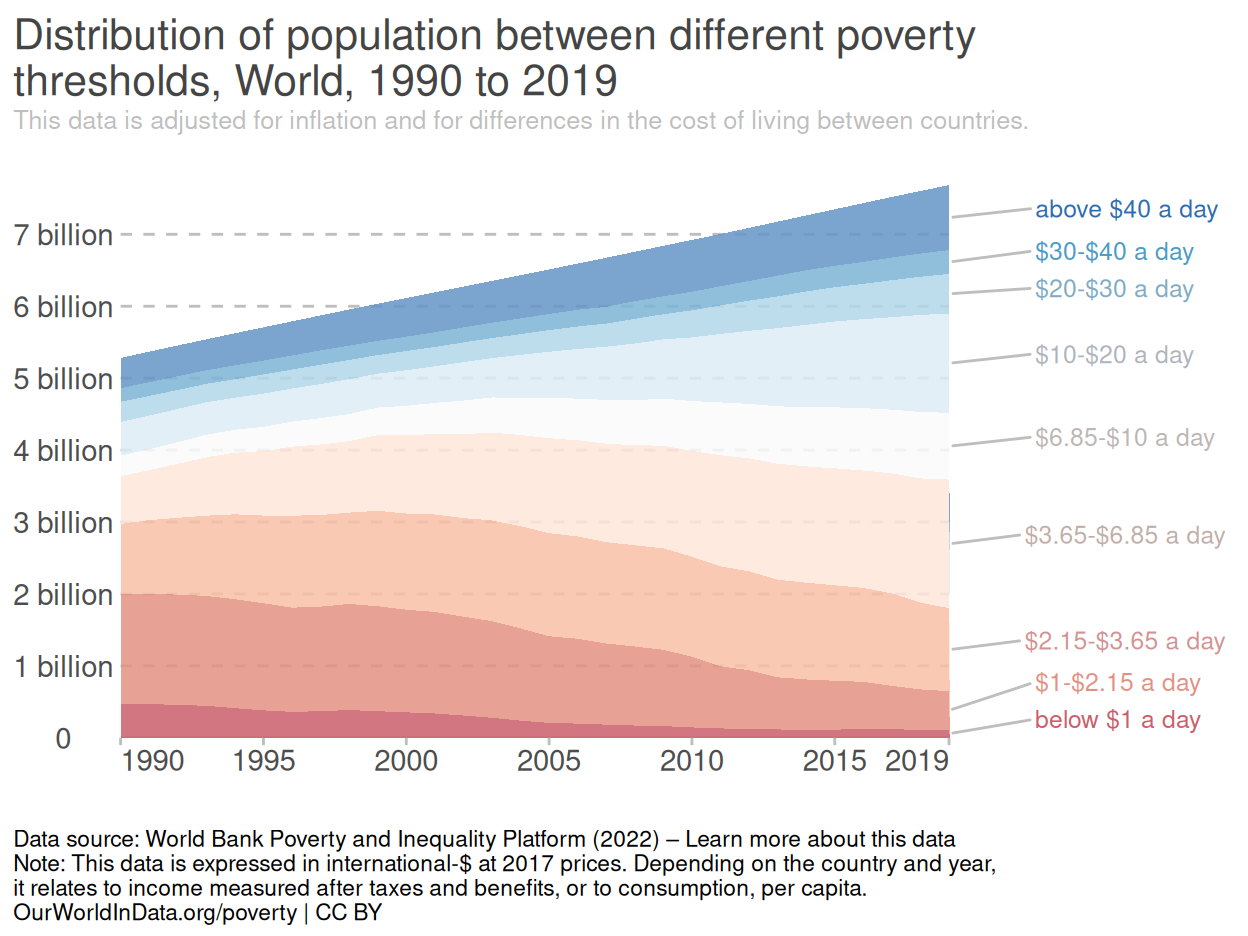 Distribution of population between different poverty
thresholds, World, 1990 to 2019
This data is adjusted for inflation and for differences in the cost of living between countries.
7 billion
6 billion
5 billion
4 billion
3 billion
2 billion
1 billion
0
1990
1995
2000
2005
2010
2015
2019
above $40 a day
$30-$40 a day
$20-$30 a day
$10-$20 a day
$6.85-$10 a day
$3.65-$6.85 a day
$2.15-$3.65 a day
$1-$2.15 a day
below $1 a day
Data source: World Bank Poverty and Inequality Platform (2022) – Learn more about this data
Note: This data is expressed in international-$ at 2017 prices. Depending on the country and year,
it relates to income measured after taxes and benefits, or to consumption, per capita.
OurWorldInData.org/poverty | CC BY